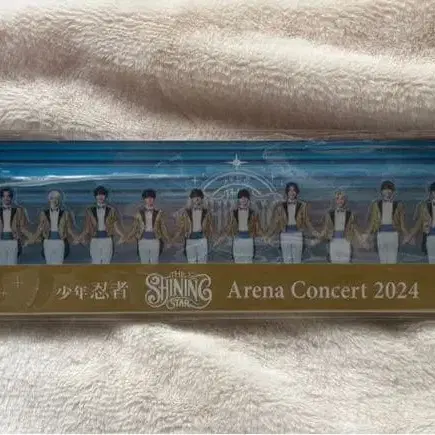 少年忍者 THE SHINING STAR Arena Concert 2024